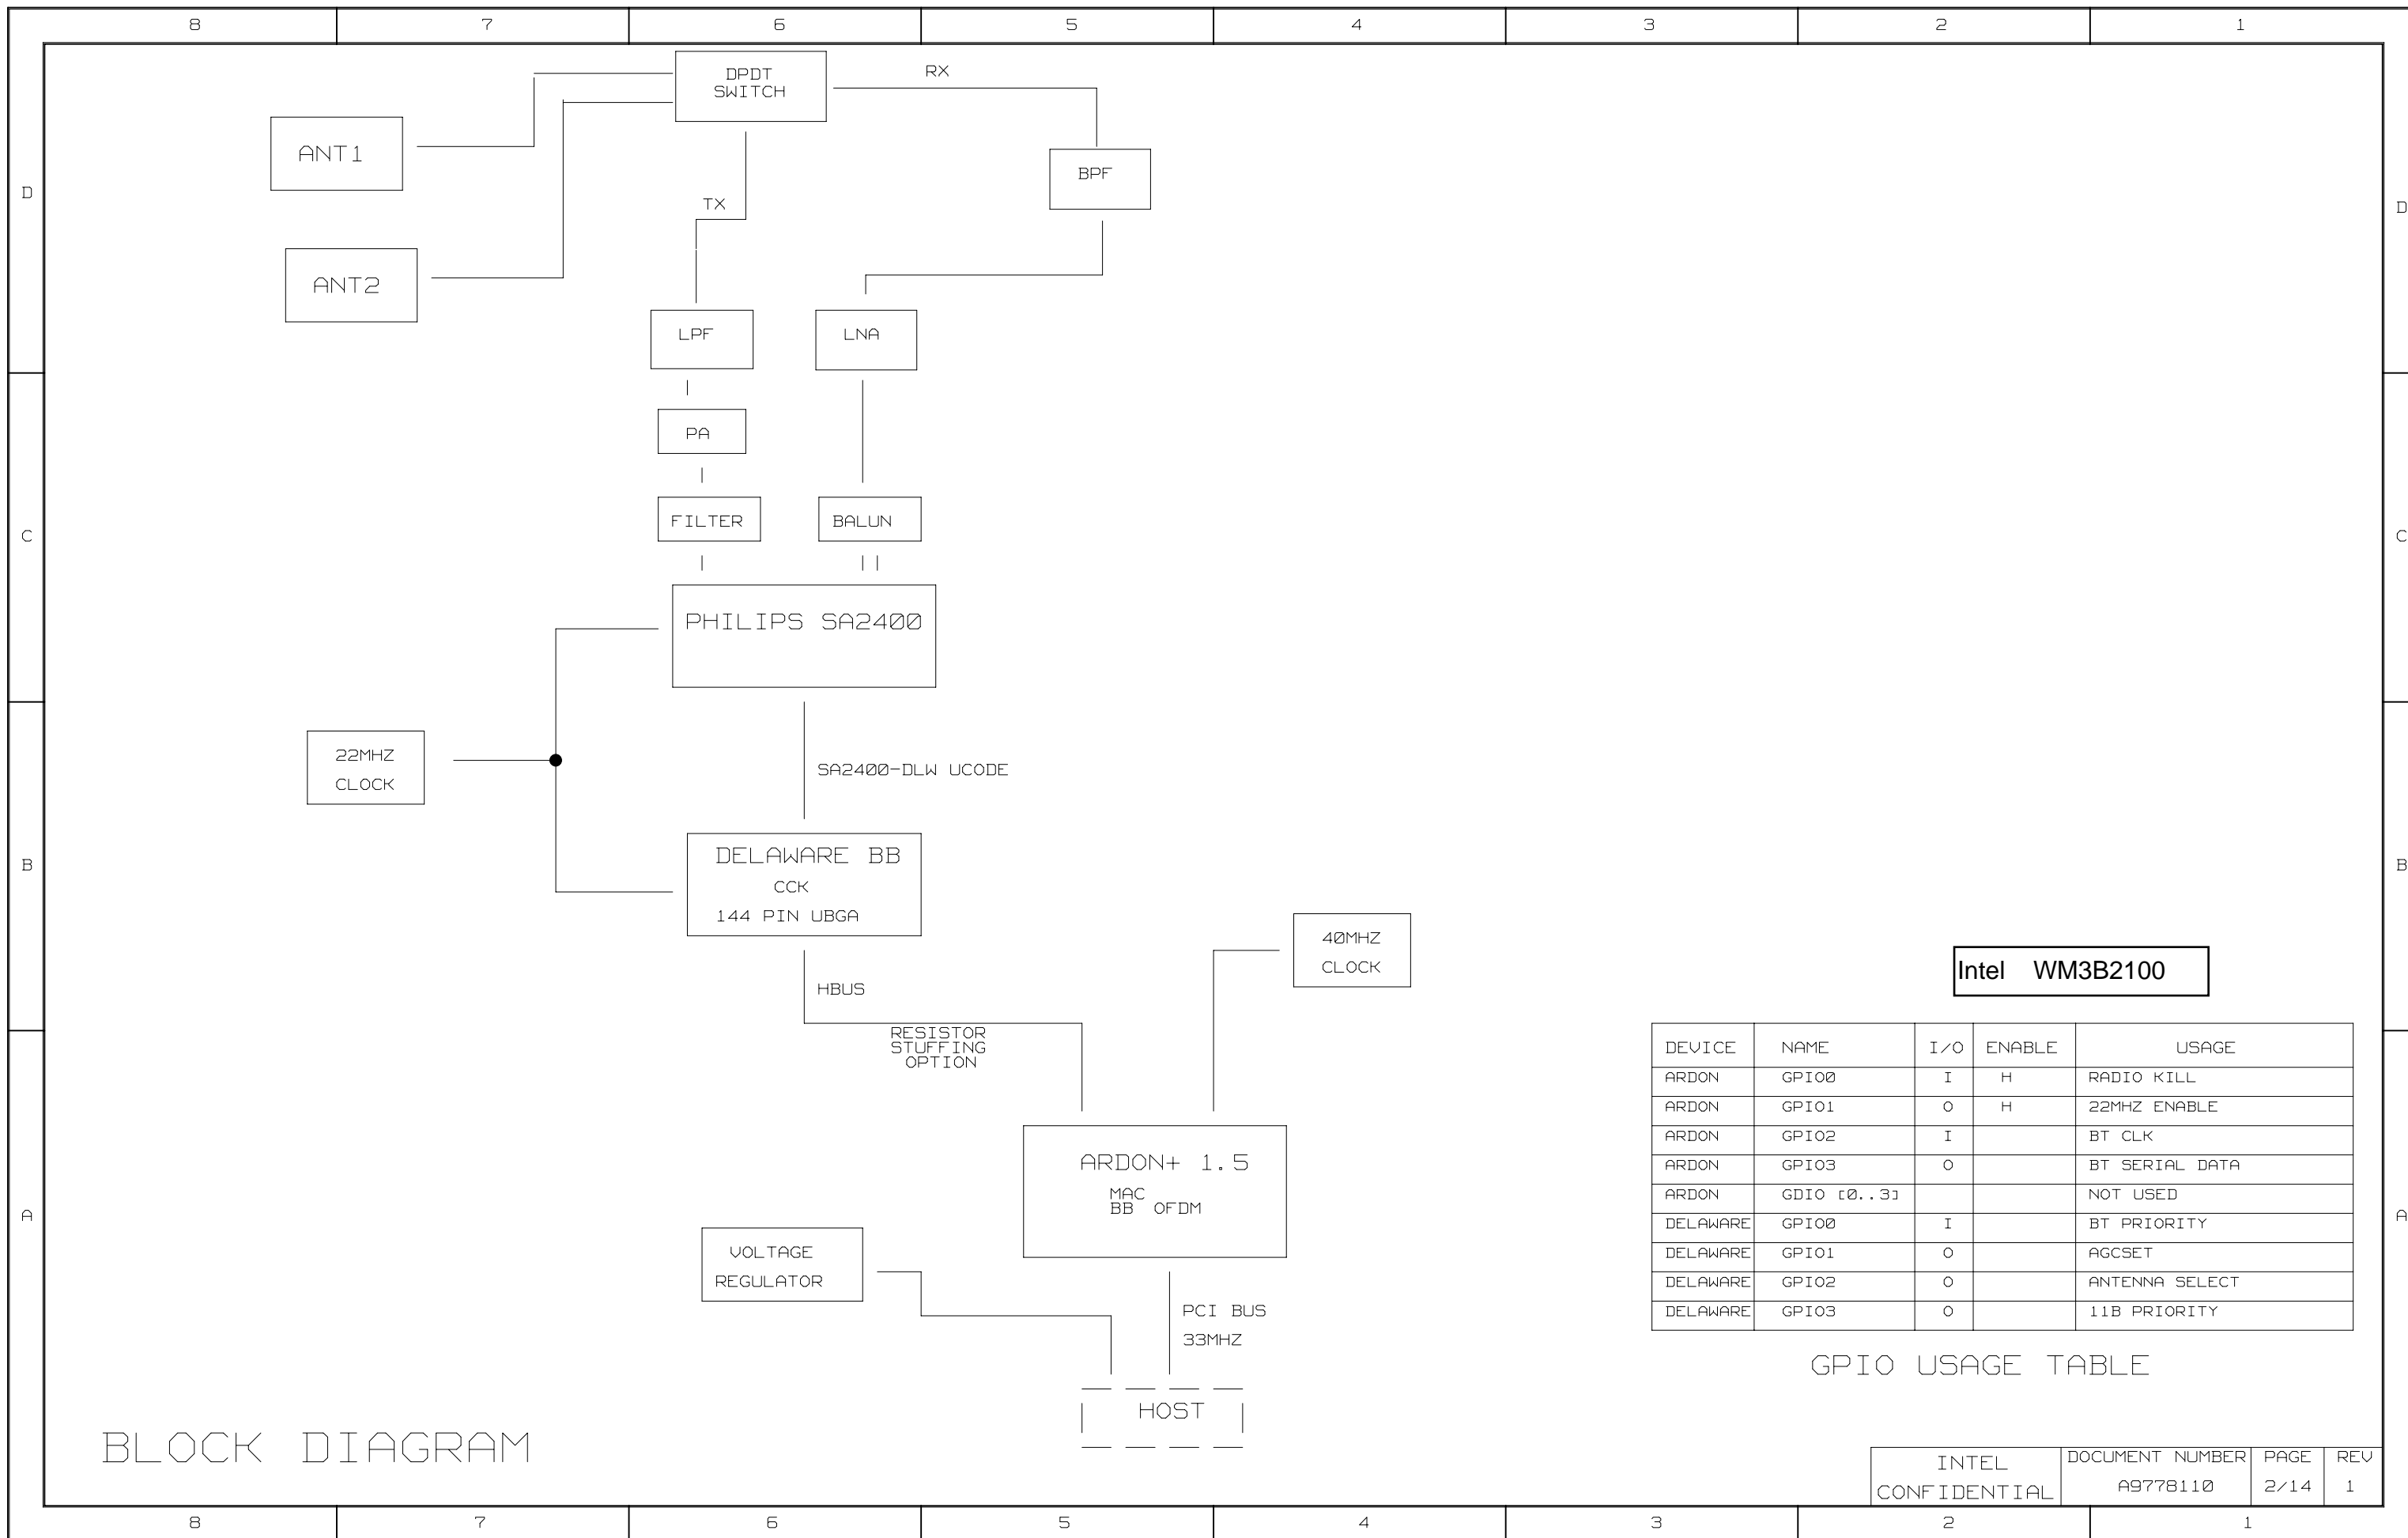 8 7 6 5 4 3 2 1
DPDT
SWITCH
RX
ANT1
BPF
D
D
TX
ANT2
LPF
LNA
PA
FILTER
BALUN
C
C
PHILIPS SA2400
22MHZ
CLOCK
SA2400-DLW UCODE
DELAWARE BB
CCK
144 PIN UBGA
B
B
40MHZ
CLOCK
HBUS
RESISTOR
STUFFING
OPTION
Intel WM3B2100
DEVICE NAME I/O ENABLE USAGE
ARDON GPIO0 I H RADIO KILL
ARDON GPIO1 O H 22MHZ ENABLE
ARDON GPIO2 I BT CLK
ARDON GPIO3 O BT SERIAL DATA
ARDON GDIO [0..3] NOT USED
DELAWARE GPIO0 I BT PRIORITY
DELAWARE GPIO1 O AGCSET
DELAWARE GPIO2 O ANTENNA SELECT
DELAWARE GPIO3 O 11B PRIORITY
GPIO USAGE TABLE
ARDON+ 1.5
MAC
BB OFDM
A
A
VOLTAGE
REGULATOR
PCI BUS
33MHZ
HOST
BLOCK DIAGRAM
INTEL
CONFIDENTIAL
DOCUMENT NUMBER
A9778110
PAGE
2/14
REV
1
8 7 6 5 4 3 2 1